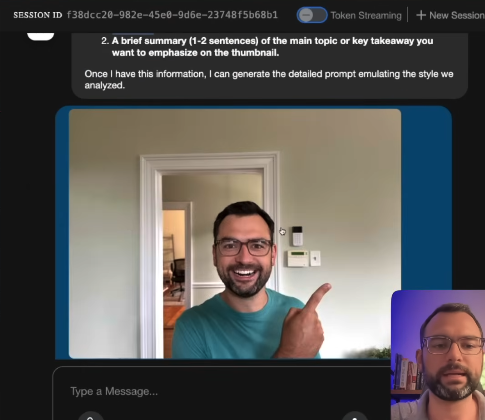 SESSION ID f38dcc20-982e-45e0-9d6e-23748f5b68b1 Token Streaming + New Session
2. A brief summary (1-2 sentences) of the main topic or key takeaway you
want to emphasize on the thumbnail.
Once I have this information, I can generate the detailed prompt emulating the style we
analyzed.
Type a Message...